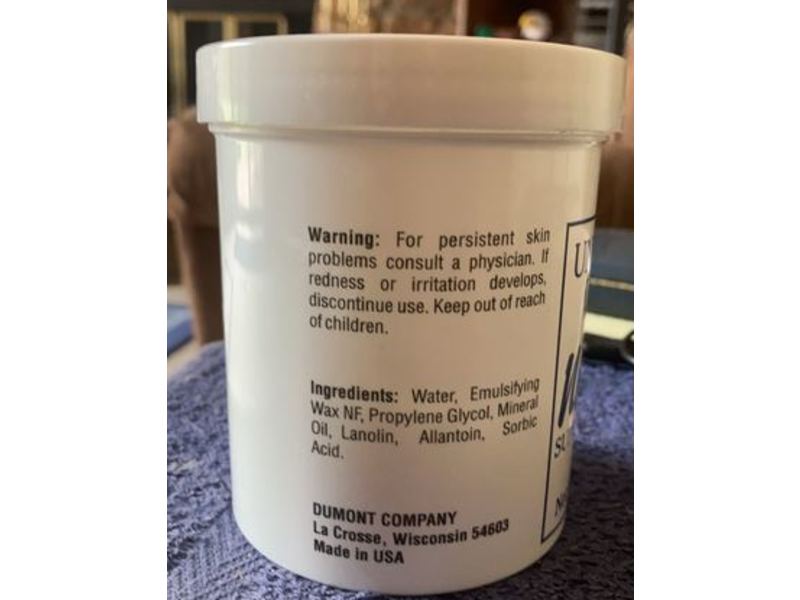 Warning: For persistent skin
problems consult a physician. If
redness or irritation develops,
discontinue use. Keep out of reach
of children.
Ingredients: Water, Emulsifying
Wax NF, Propylene Glycol, Mineral
Oil, Lanolin, Allantoin, Sorbic
Acid.
DUMONT COMPANY
La Crosse, Wisconsin 54603
Made in USA